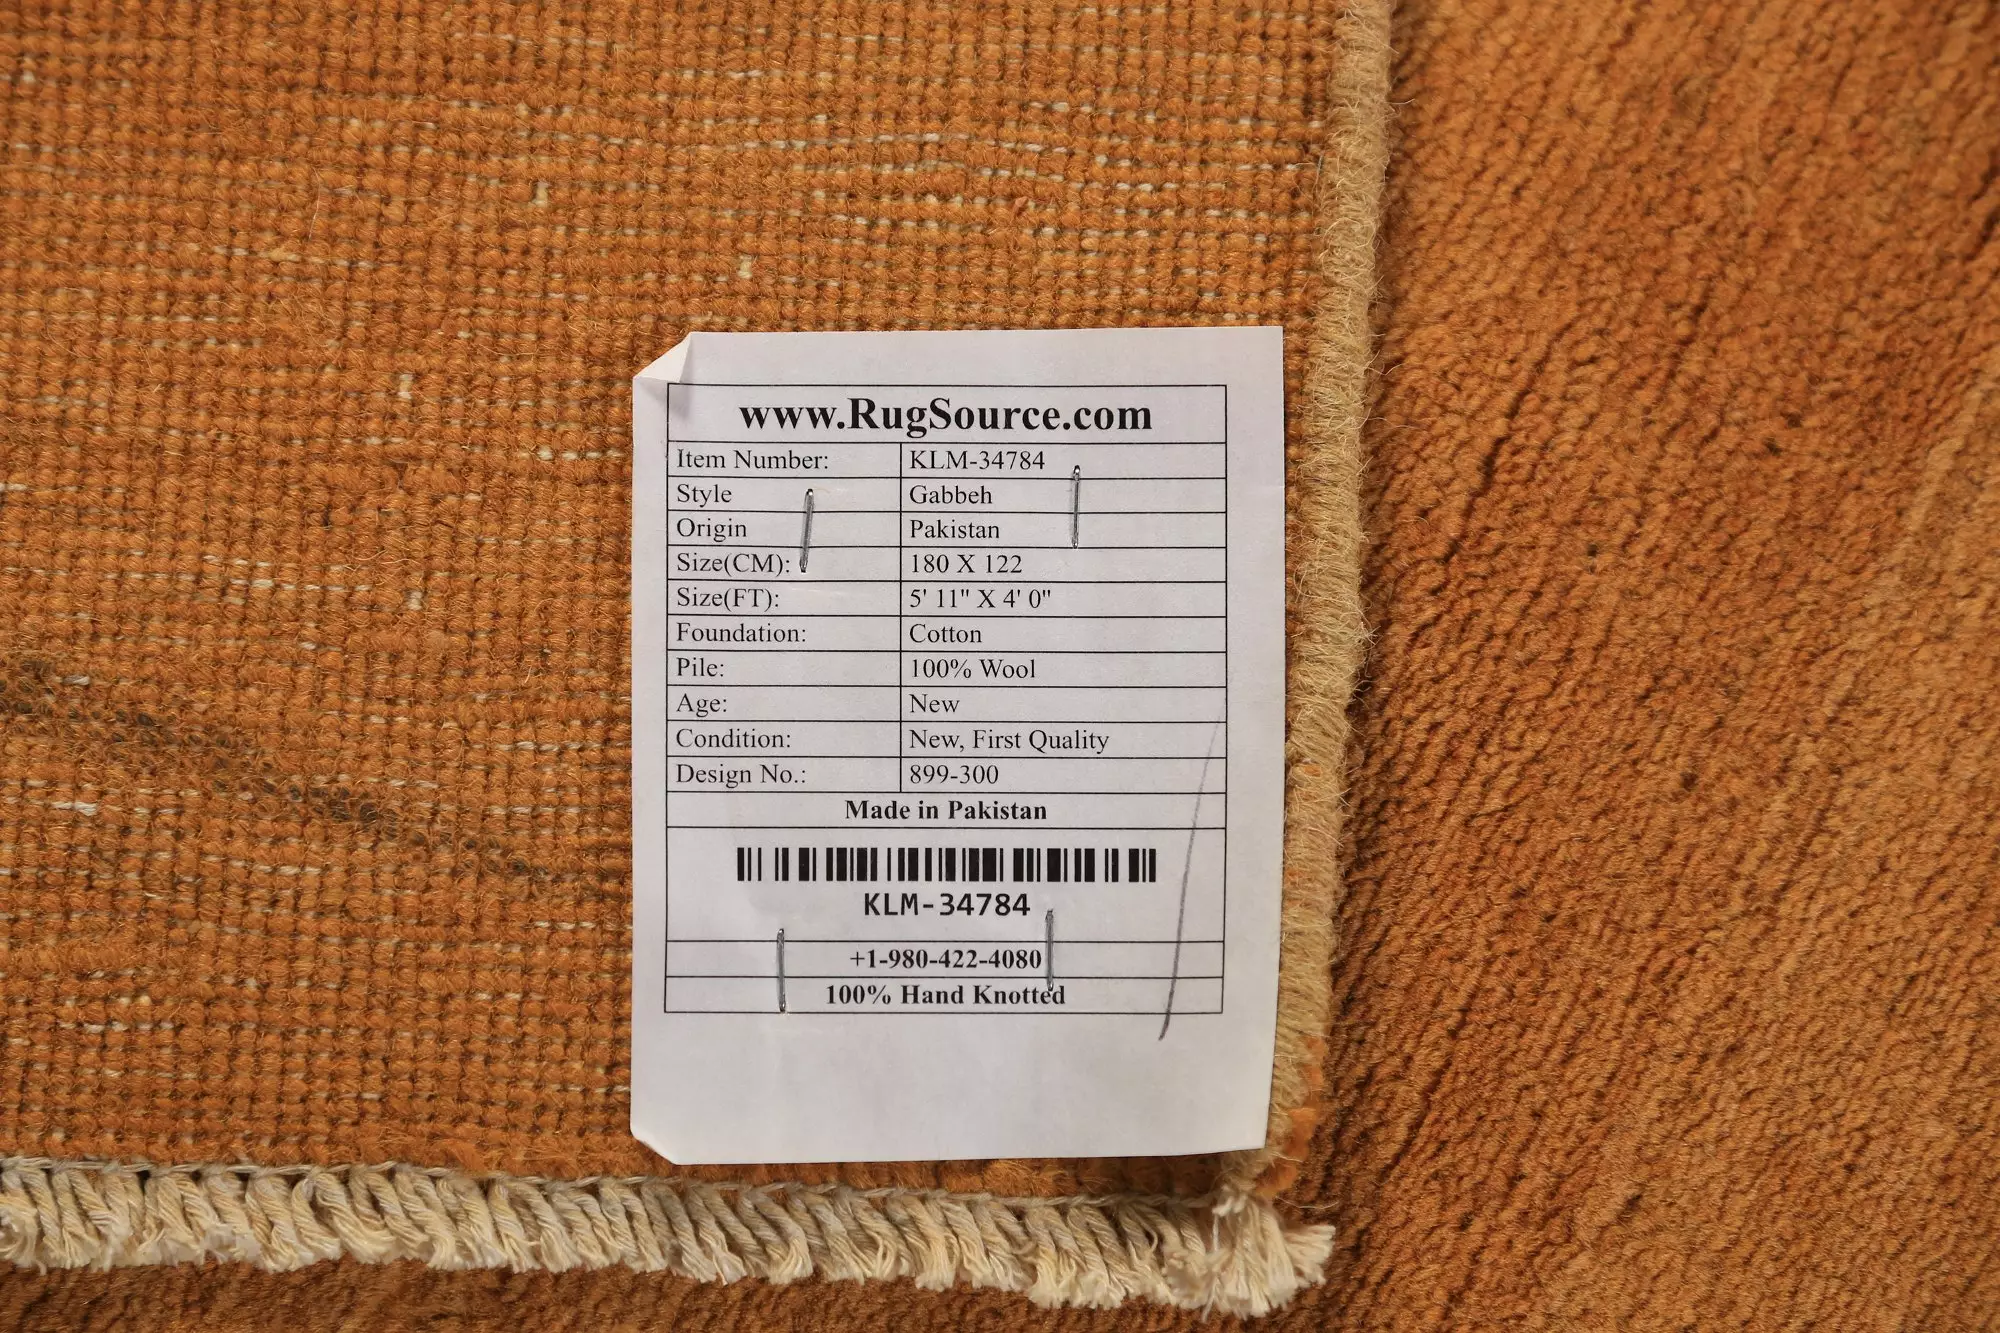 www.RugSource.com
Item Number: KLM-34784
Style Gabbeh
Origin Pakistan
Size(CM): 180 X 122
Size(FT): 5' 11" X 4' 0"
Foundation: Cotton
Pile: 100% Wool
Age: New
Condition: New, First Quality
Design No.: 899-300
Made in Pakistan
KLM-34784
+1-980-422-4080
100% Hand Knotted